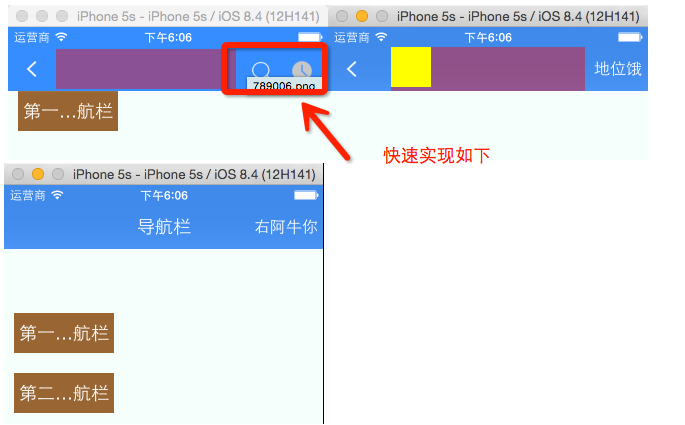 iPhone 5s - iPhone 5s / iOS 8.4 (12H141)
运营商 下午6:06
789006.png
第一...航栏
iPhone 5s - iPhone 5s / iOS 8.4 (12H141)
运营商 下午6:06
地位饿
快速实现如下
iPhone 5s - iPhone 5s / iOS 8.4 (12H141)
运营商 下午6:06
导航栏 右阿牛你
第一...航栏
第二...航栏